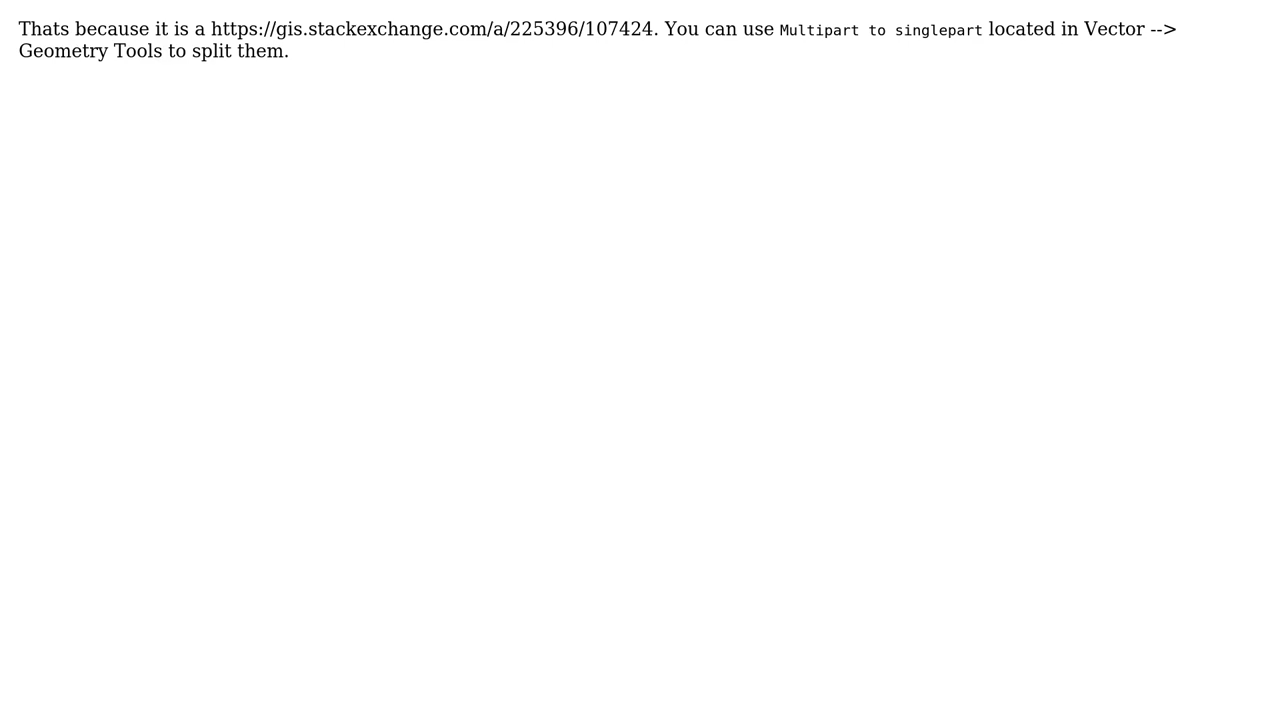 Thats because it is a https://gis.stackexchange.com/a/225396/107424. You can use Multipart to singlepart located in Vector -->
Geometry Tools to split them.